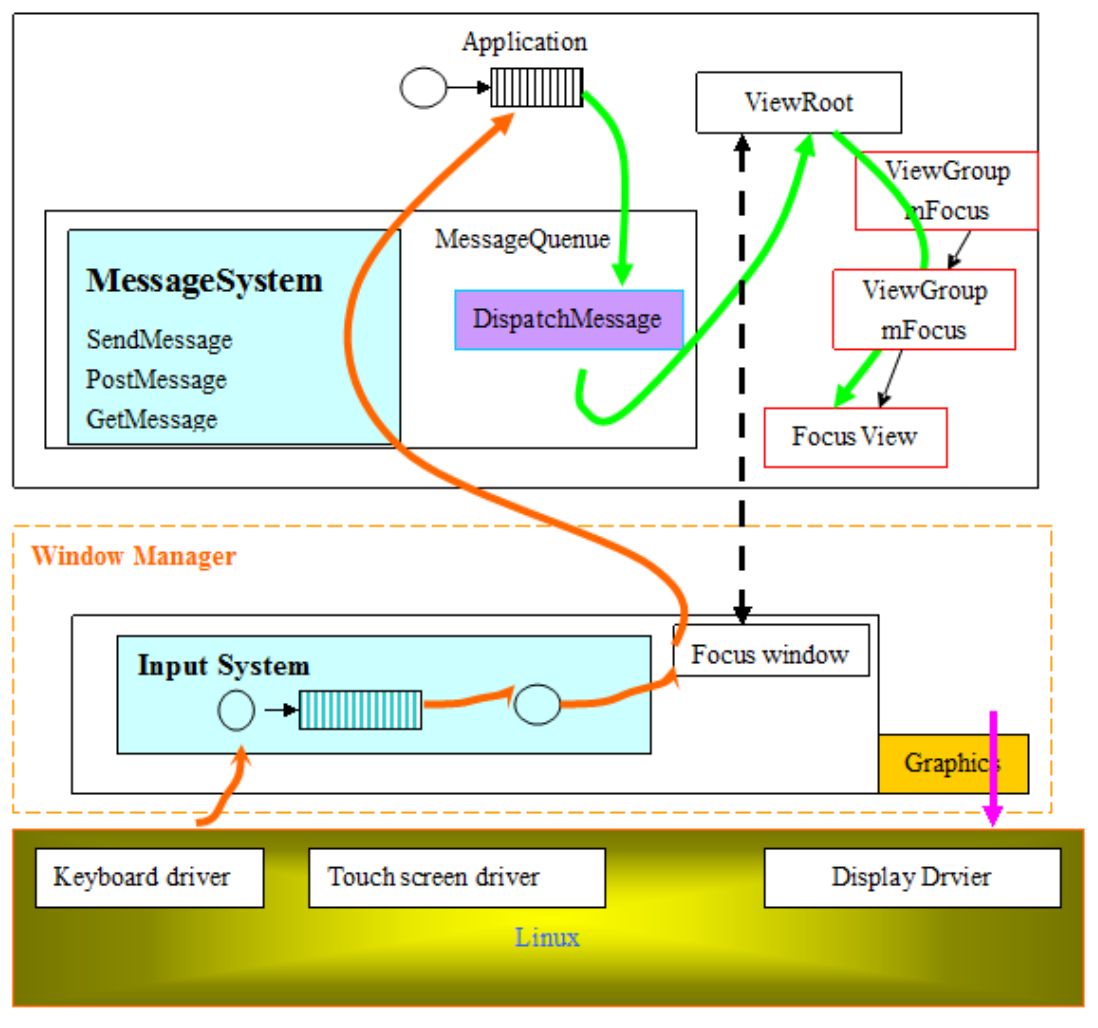 Application
ViewRoot
ViewGroup
mFocus
MessageQuenue
MessageSystem
ViewGroup
mFocus
DispatchMessage
SendMessage
PostMessage
GetMessage
Focus View
Window Manager
Focus window
Input System
Graphics
Keyboard driver
Touch screen driver
Display Drvier
Linux